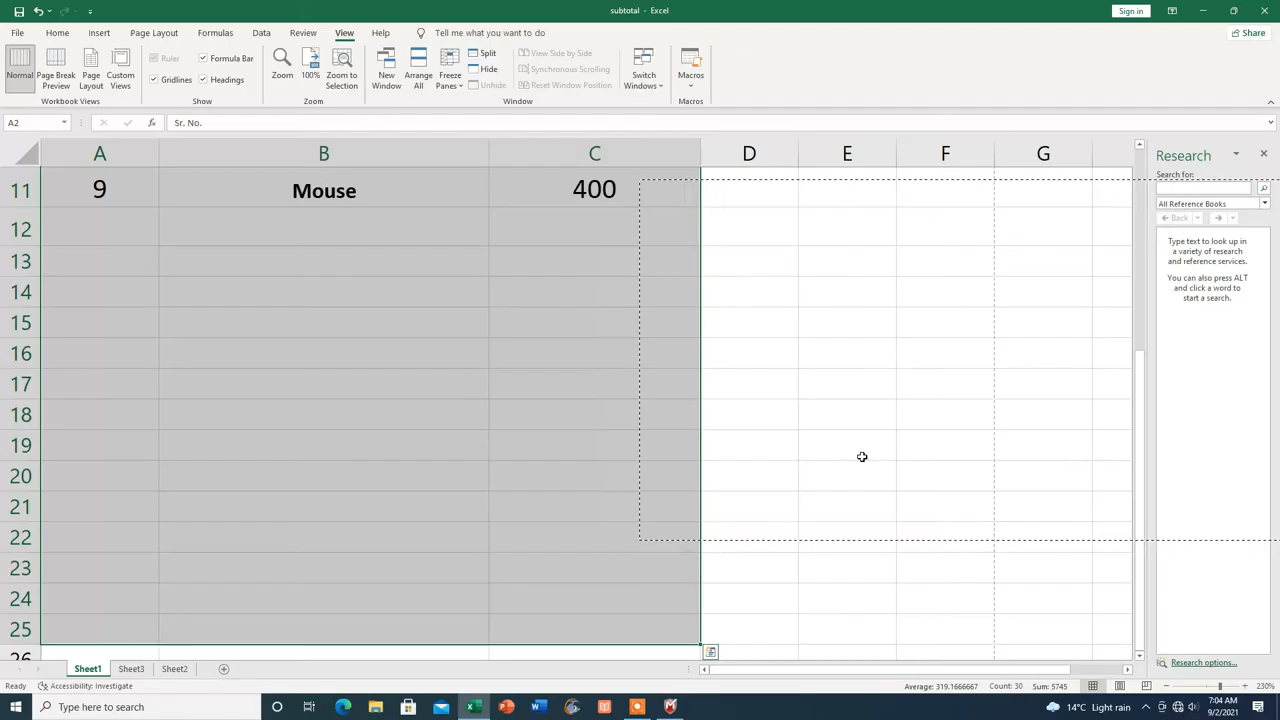 subtotal - Excel
Sign in
File Home Insert Page Layout Formulas Data Review View Help Tell me what you want to do Share
Normal
Page Break Preview
Page Layout
Custom Views
Workbook Views
Ruler
Formula Bar
Gridlines
Headings
Show
Zoom
100%
Zoom to Selection
Zoom
New Window
Arrange All
Freeze Panes
Split
Hide
Unhide
View Side by Side
Synchronous Scrolling
Reset Window Position
Window
Switch Windows
Macros
Macros
A2
fx
Sr. No.
A B C D E F G
11 9 Mouse 400
12
13
14
15
16
17
18
19
20
21
22
23
24
25
26
Research
Search for:
All Reference Books
Back
Type text to look up in
a variety of research
and reference services.
You can also press ALT
and click a word to
start a search.
Research options...
Sheet1 Sheet3 Sheet2
Ready Accessibility: Investigate Average: 319.1666667 Count: 30 Sum: 5745 230%
Type here to search
14°C Light rain
7:04 AM
9/2/2021